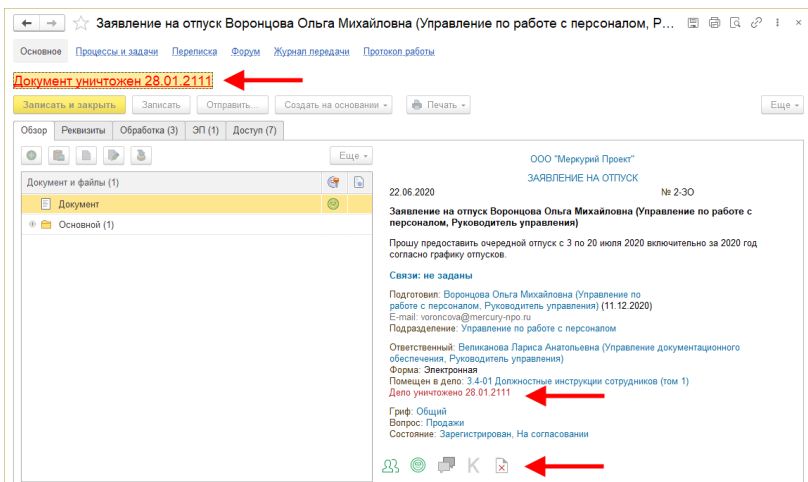 Заявление на отпуск Воронцова Ольга Михайловна (Управление по работе с персоналом, Р...
Основное Процессы и задачи Переписка Форум Журнал передачи Протокол работы
Документ уничтожен 28.01.2111
Записать и закрыть Записать Отправить... Создать на основании Печать Еще
Обзор Реквизиты Обработка (3) ЭП (1) Доступ (7)
Еще
Документ и файлы (1)
Документ
Основной (1)
ООО "Меркурий Проект"
ЗАЯВЛЕНИЕ НА ОТПУСК
22.06.2020 № 2-ЗО
Заявление на отпуск Воронцова Ольга Михайловна (Управление по работе с
персоналом, Руководитель управления)
Прошу предоставить очередной отпуск с 3 по 20 июля 2020 включительно за 2020 год
согласно графику отпусков.
Связи: не заданы
Подготовил: Воронцова Ольга Михайловна (Управление по
работе с персоналом, Руководитель управления) (11.12.2020)
E-mail: voroncova@mercury-npo.ru
Подразделение: Управление по работе с персоналом
Ответственный: Великанова Лариса Анатольевна (Управление документационного
обеспечения, Руководитель управления)
Форма: Электронная
Помещен в дело: 3.4-01 Должностные инструкции сотрудников (том 1)
Дело уничтожено 28.01.2111
Гриф: Общий
Вопрос: Продажи
Состояние: Зарегистрирован, На согласовании
К